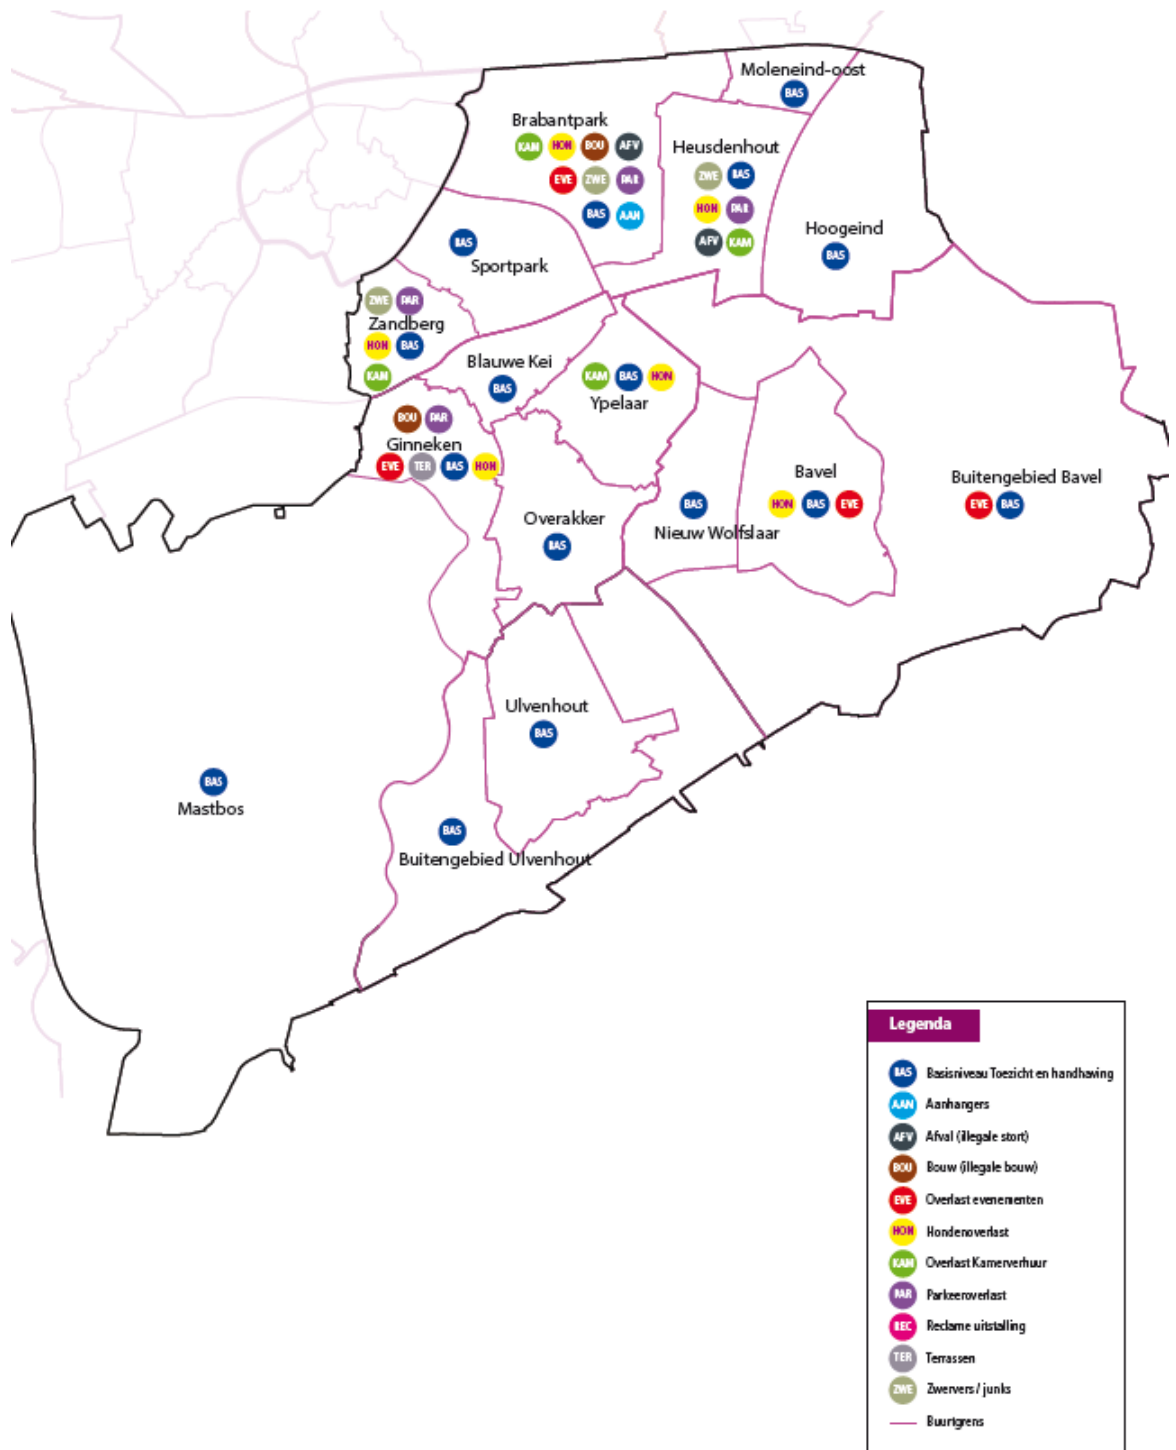 Moleneind-oost
BAS
Brabantpark
KAM HON BOU AFV
EVE ZWE PAR
BAS AAN
Heusdenhout
ZWE BAS
HON PAR
AFV KAM
Hoogeind
BAS
BAS
Sportpark
ZWE PAR
Zandberg
HON BAS
KAM
Blauwe Kei
BAS
KAM BAS HON
Ypelaar
BOU PAR
Ginneken
EVE TER BAS HON
Overakker
BAS
BAS
Nieuw Wolfslaar
Bavel
HON BAS EVE
Buitengebied Bavel
EVE BAS
Ulvenhout
BAS
BAS
Mastbos
BAS
Buitengebied Ulvenhout
Legenda
BAS Basisniveau Toezicht en handhaving
AAN Aanhangers
AFV Afval (illegale stort)
BOU Bouw (illegale bouw)
EVE Overlast evenementen
HON Hondenoverlast
KAM Overlast Kamerverhuur
PAR Parkeeroverlast
REC Reclame uitstalling
TER Terrassen
ZWE Zwervers / junks
Buurtgrens